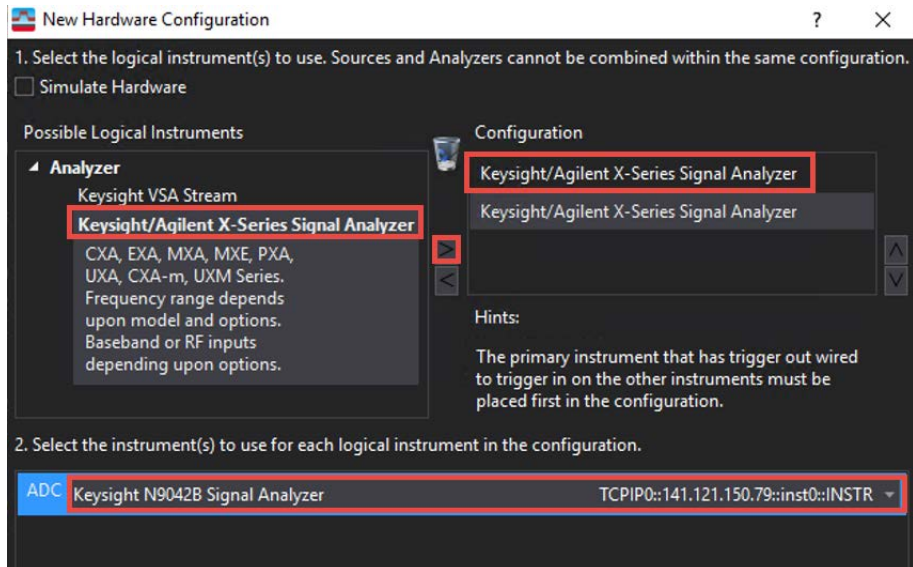 New Hardware Configuration ? ×
1. Select the logical instrument(s) to use. Sources and Analyzers cannot be combined within the same configuration.
Simulate Hardware
Possible Logical Instruments
Analyzer
Keysight VSA Stream
Keysight/Agilent X-Series Signal Analyzer
CXA, EXA, MXA, MXE, PXA,
UXA, CXA-m, UXM Series.
Frequency range depends
upon model and options.
Baseband or RF inputs
depending upon options.
>
<
Configuration
Keysight/Agilent X-Series Signal Analyzer
Keysight/Agilent X-Series Signal Analyzer
Hints:
The primary instrument that has trigger out wired
to trigger in on the other instruments must be
placed first in the configuration.
2. Select the instrument(s) to use for each logical instrument in the configuration.
ADC Keysight N9042B Signal Analyzer TCPIP0::141.121.150.79::inst0::INSTR